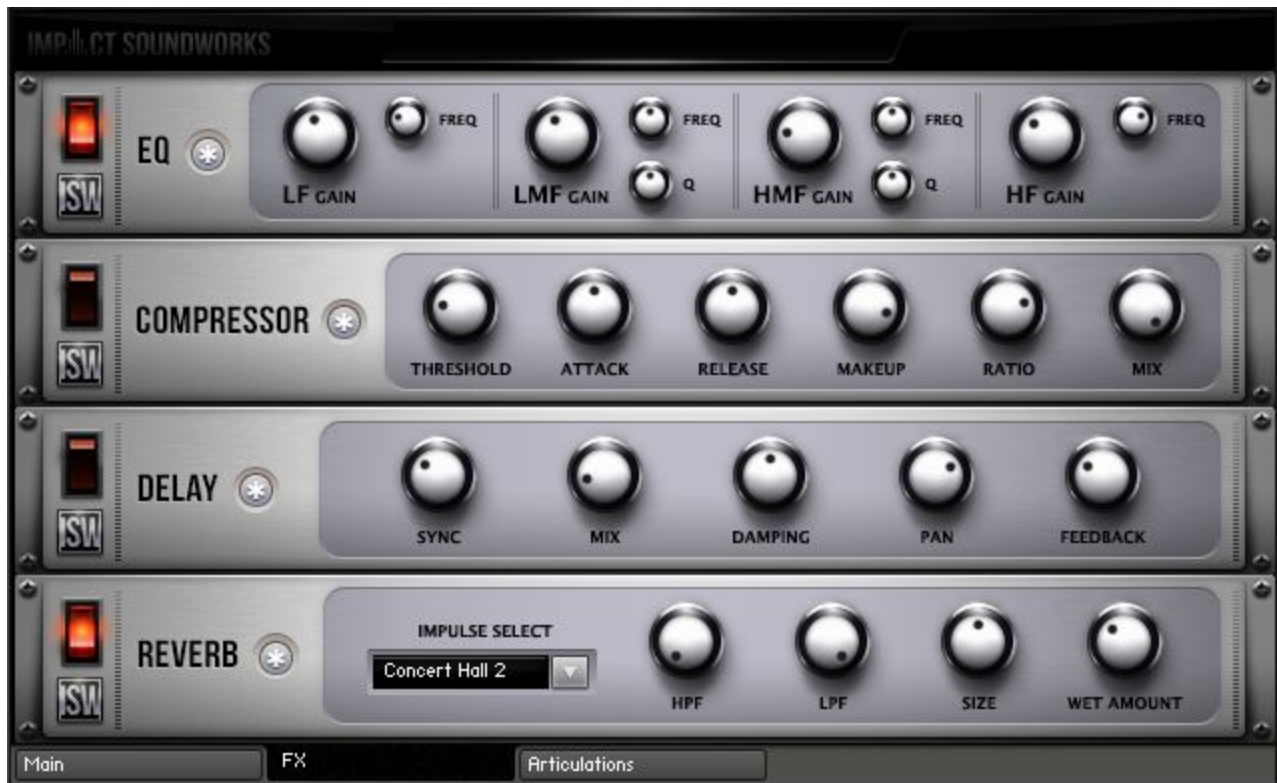 IMPACT SOUNDWORKS
EQ
ISW
LF GAIN
FREQ
LMF GAIN
FREQ
Q
HMF GAIN
FREQ
Q
HF GAIN
FREQ
COMPRESSOR
ISW
THRESHOLD
ATTACK
RELEASE
MAKEUP
RATIO
MIX
DELAY
ISW
SYNC
MIX
DAMPING
PAN
FEEDBACK
REVERB
ISW
IMPULSE SELECT
Concert Hall 2
HPF
LPF
SIZE
WET AMOUNT
Main
FX
Articulations